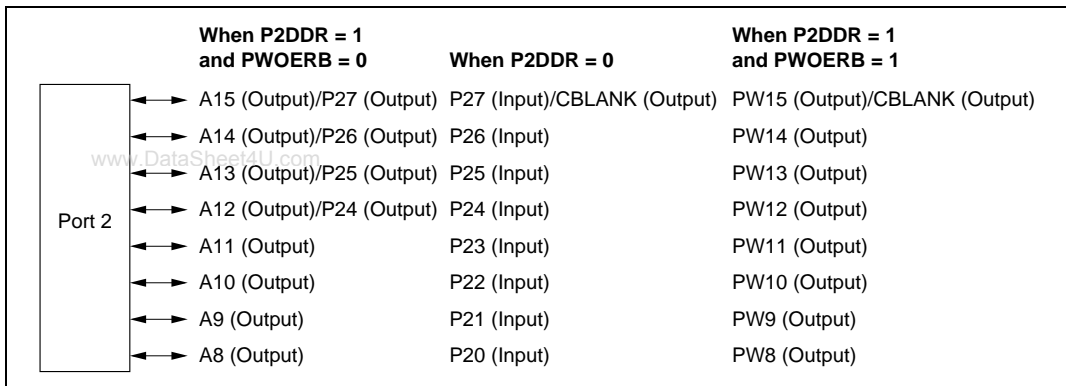 When P2DDR = 1
and PWOERB = 0
When P2DDR = 0
When P2DDR = 1
and PWOERB = 1
A15 (Output)/P27 (Output) P27 (Input)/CBLANK (Output) PW15 (Output)/CBLANK (Output)
A14 (Output)/P26 (Output) P26 (Input) PW14 (Output)
www.DataSheet4U.com
A13 (Output)/P25 (Output) P25 (Input) PW13 (Output)
Port 2
A12 (Output)/P24 (Output) P24 (Input) PW12 (Output)
A11 (Output) P23 (Input) PW11 (Output)
A10 (Output) P22 (Input) PW10 (Output)
A9 (Output) P21 (Input) PW9 (Output)
A8 (Output) P20 (Input) PW8 (Output)